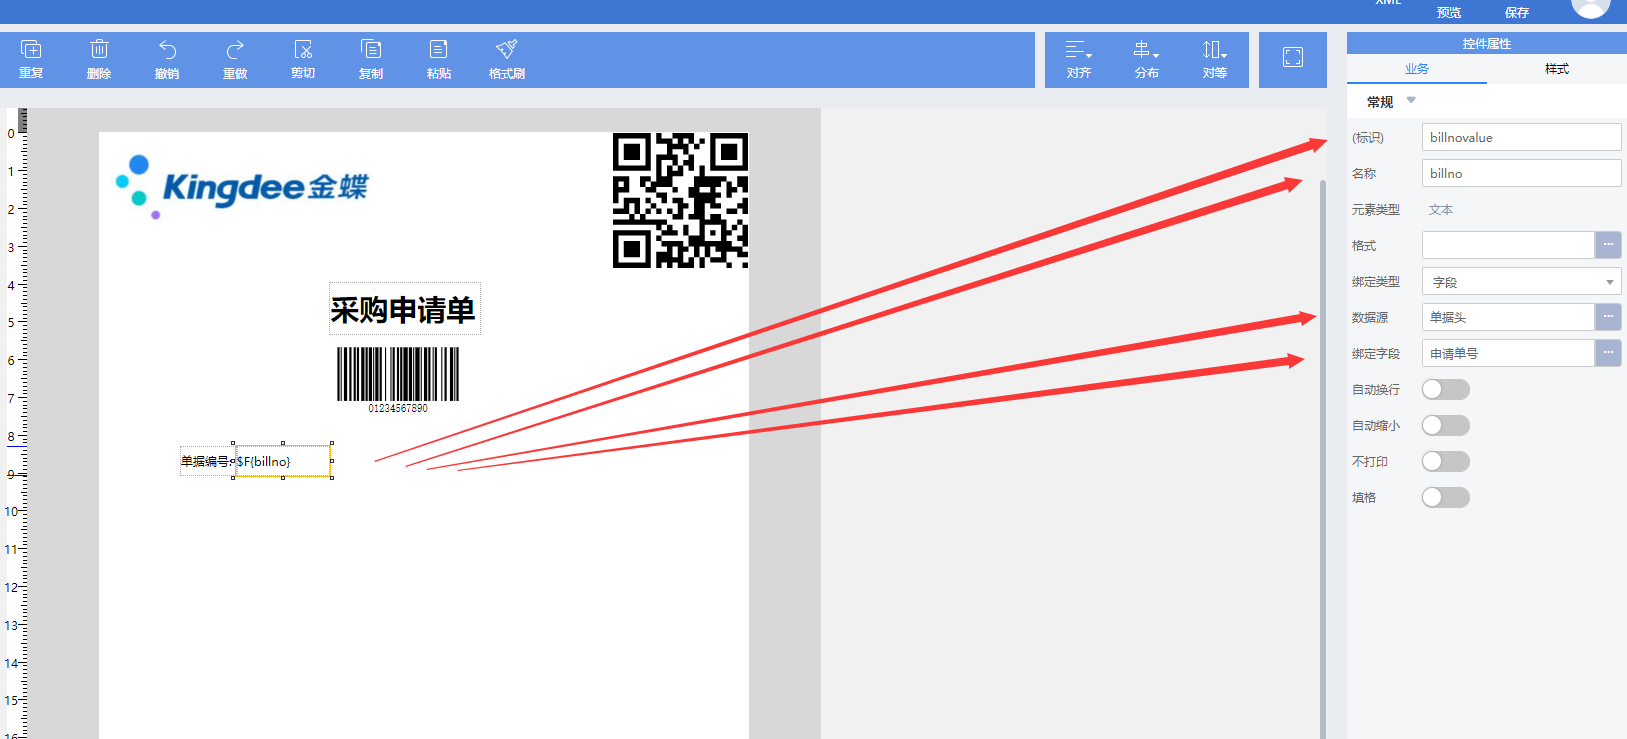 XML
预览
保存
重复
删除
撤销
重做
剪切
复制
粘贴
格式刷
对齐
分布
对等
控件属性
业务
样式
常规
(标识)
billnovalue
名称
billno
元素类型
文本
格式
绑定类型
字段
数据源
单据头
绑定字段
申请单号
自动换行
自动缩小
不打印
填格
0
1
2
3
4
5
6
7
8
9
10
11
12
13
14
15
16
Kingdee金蝶
采购申请单
01234567890
单据编号:
$F{billno}